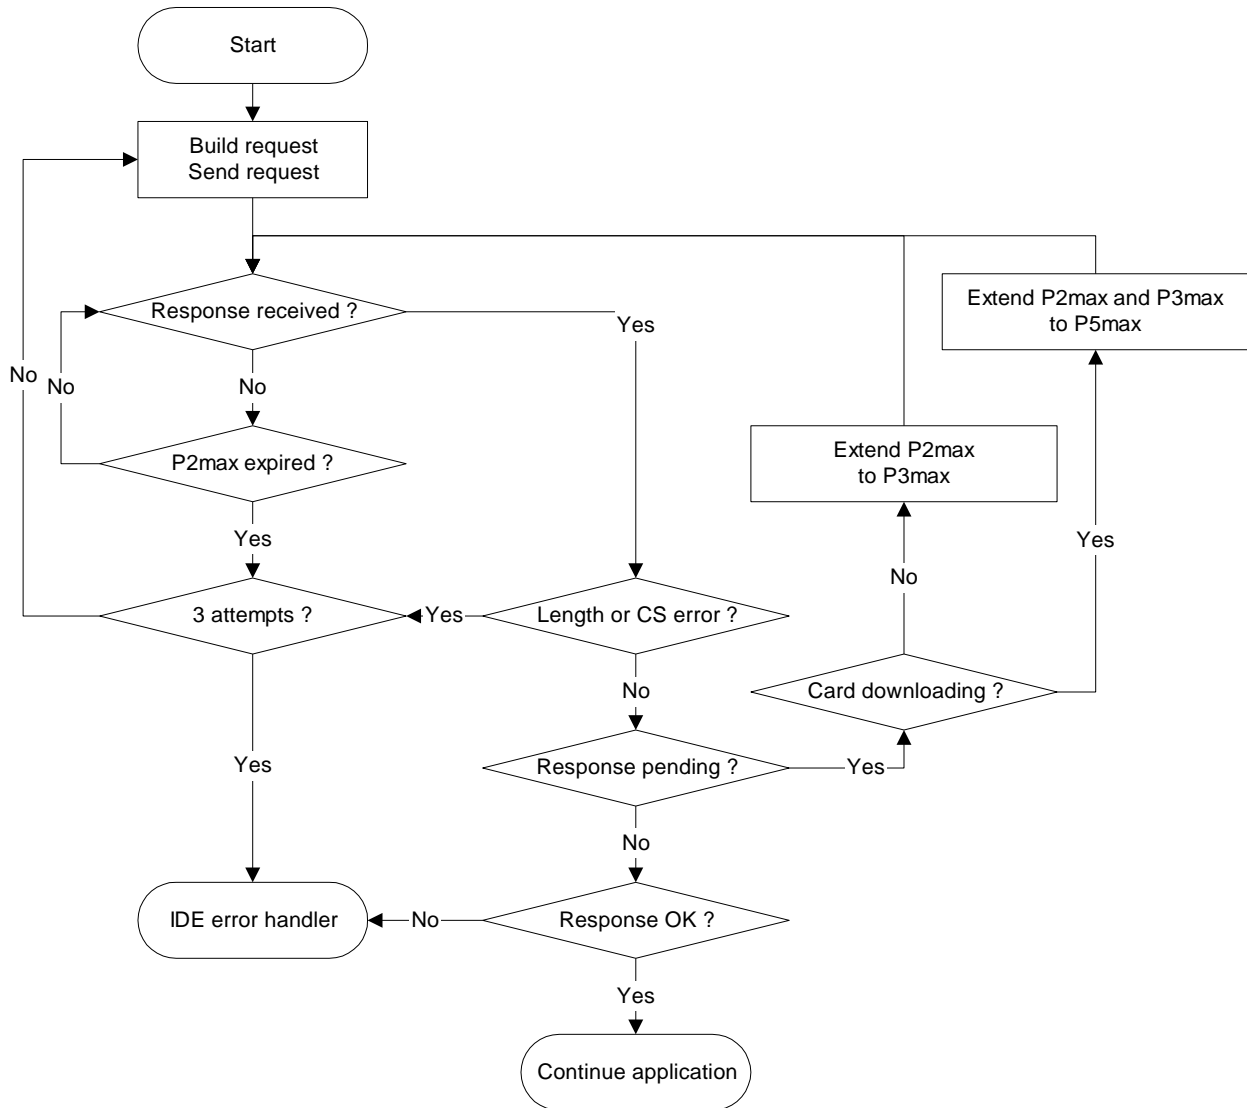 Start
Build request
Send request
Response received ?
Yes
Extend P2max and P3max
to P5max
No
No
No
P2max expired ?
Extend P2max
to P3max
Yes
Yes
No
3 attempts ?
Yes
Length or CS error ?
No
Card downloading ?
Yes
Response pending ?
Yes
No
IDE error handler
No
Response OK ?
Yes
Continue application